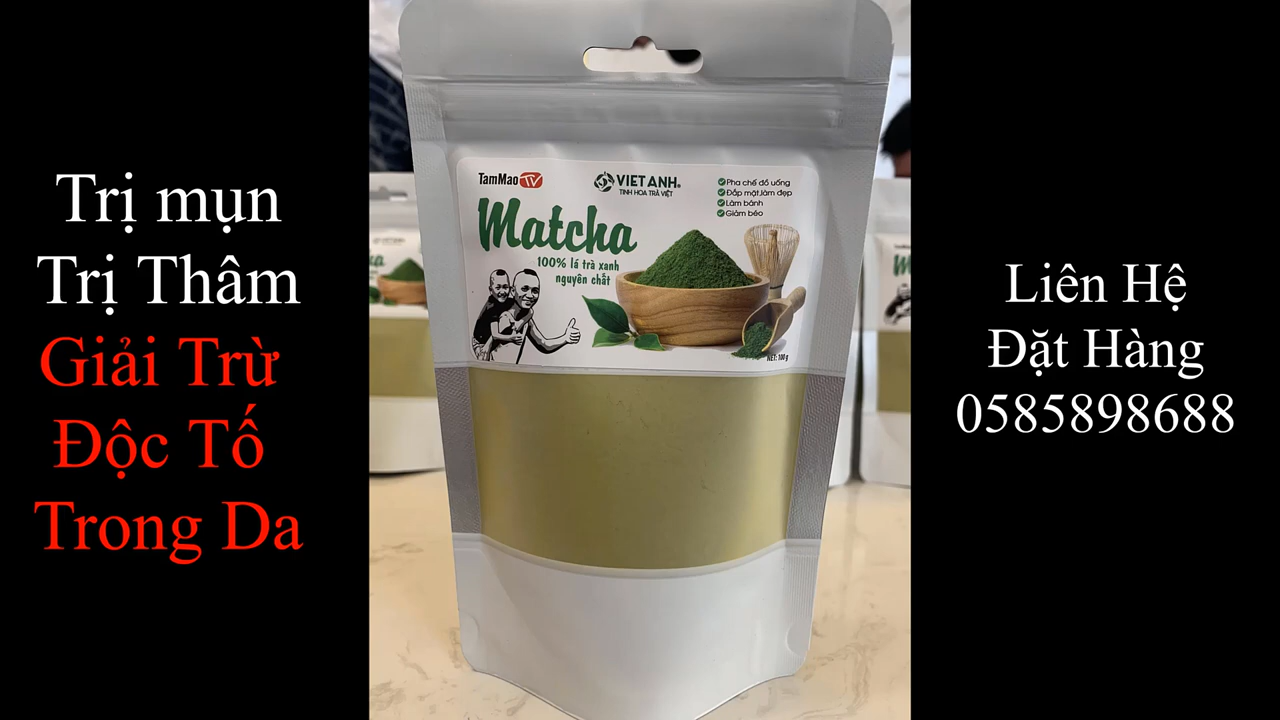 Trị mụn
Trị Thâm
Giải Trừ
Độc Tố
Trong Da
TamMao TV
VIET ANH®
TINH HOA TRÀ VIỆT
Pha chế đồ uống
Đắp mặt,làm đẹp
Làm bánh
Giảm béo
Matcha
100% lá trà xanh
nguyên chất
NET: 100g
Liên Hệ
Đặt Hàng
0585898688